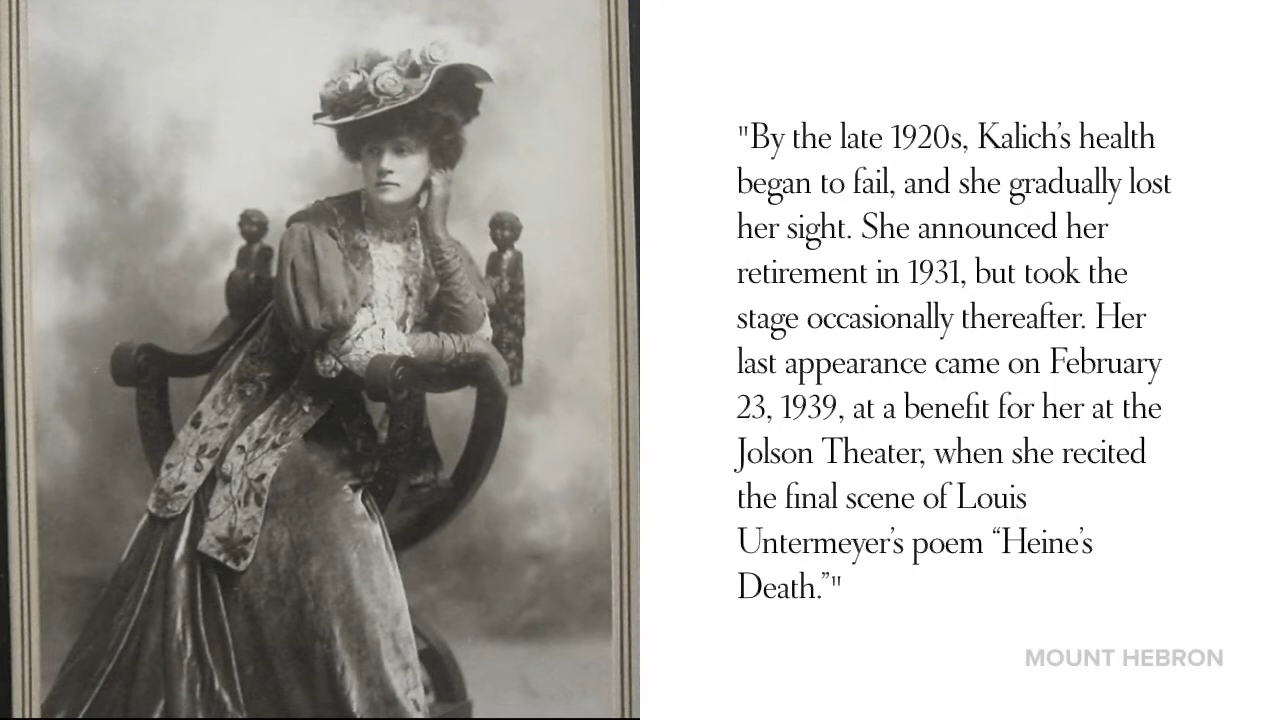 "By the late 1920s, Kalich’s health
began to fail, and she gradually lost
her sight. She announced her
retirement in 1931, but took the
stage occasionally thereafter. Her
last appearance came on February
23, 1939, at a benefit for her at the
Jolson Theater, when she recited
the final scene of Louis
Untermeyer’s poem “Heine’s
Death.”"
MOUNT HEBRON